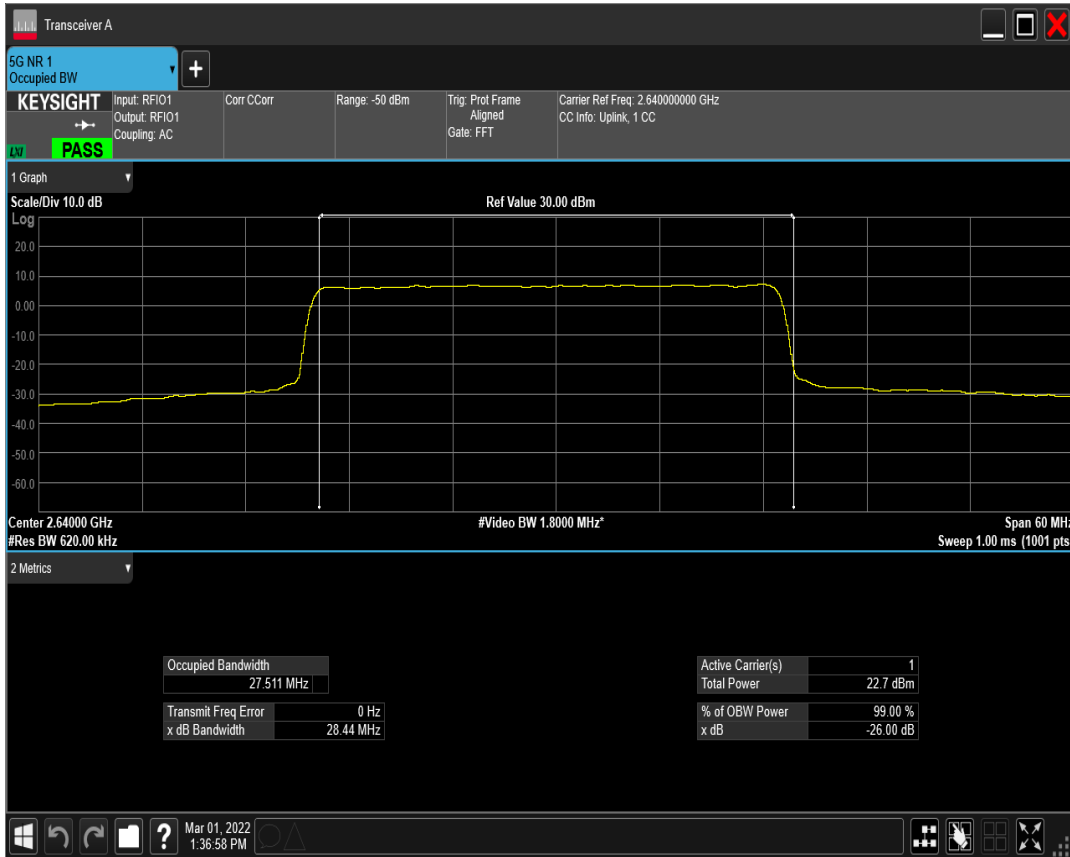 Transceiver A
5G NR 1
Occupied BW
+
KEYSIGHT
LXI
PASS
Input: RFIO1
Output: RFIO1
Coupling: AC
Corr CCorr
Range: -50 dBm
Trig: Prot Frame
Aligned
Gate: FFT
Carrier Ref Freq: 2.640000000 GHz
CC Info: Uplink, 1 CC
1 Graph
Scale/Div 10.0 dB
Ref Value 30.00 dBm
Log
20.0
10.0
0.00
-10.0
-20.0
-30.0
-40.0
-50.0
-60.0
Center 2.64000 GHz
#Video BW 1.8000 MHz*
Span 60 MHz
#Res BW 620.00 kHz
Sweep 1.00 ms (1001 pts
2 Metrics
Occupied Bandwidth
27.511 MHz
Transmit Freq Error 0 Hz
x dB Bandwidth 28.44 MHz
Active Carrier(s) 1
Total Power 22.7 dBm
% of OBW Power 99.00 %
x dB -26.00 dB
?
Mar 01, 2022
1:36:58 PM